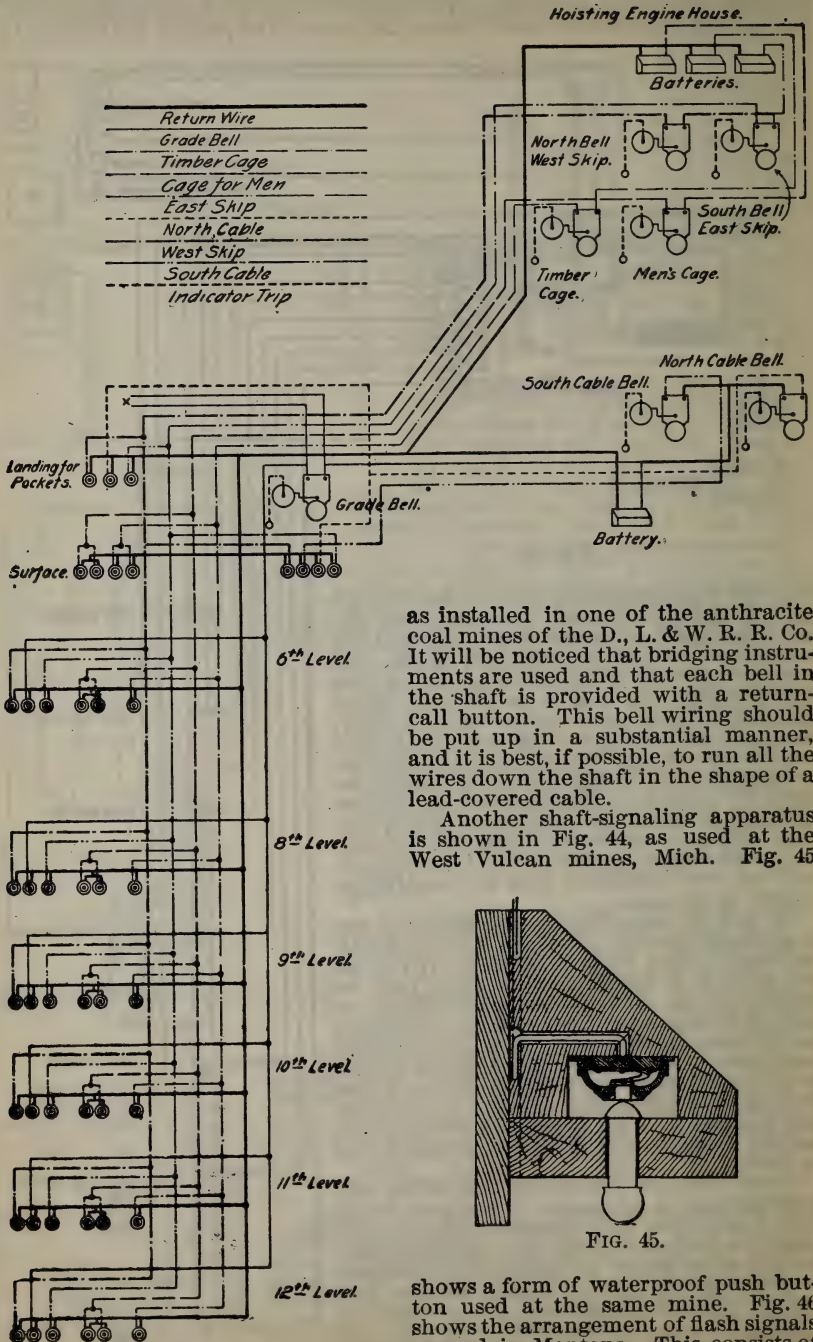 Hoisting Engine House.
Batteries.
Return Wire
Grade Bell
Timber Cage
Cage for Men
East Skip
North Cable
West Skip
South Cable
Indicator Trip
North Bell
West Skip.
South Bell
East Skip.
Timber
Cage.
Men's Cage.
South Cable Bell.
North Cable Bell.
Landing for
Pockets.
Grade Bell.
Battery.
Surface.
6th Level.
8th Level.
9th Level.
10th Level
11th Level.
12th Level.
as installed in one of the anthracite
coal mines of the D., L. & W. R. R. Co.
It will be noticed that bridging instru-
ments are used and that each bell in
the shaft is provided with a return-
call button. This bell wiring should
be put up in a substantial manner,
and it is best, if possible, to run all the
wires down the shaft in the shape of a
lead-covered cable.
Another shaft-signaling apparatus
is shown in Fig. 44, as used at the
West Vulcan mines, Mich. Fig. 45
FIG. 45.
shows a form of waterproof push but-
ton used at the same mine. Fig. 46
shows the arrangement of flash signals